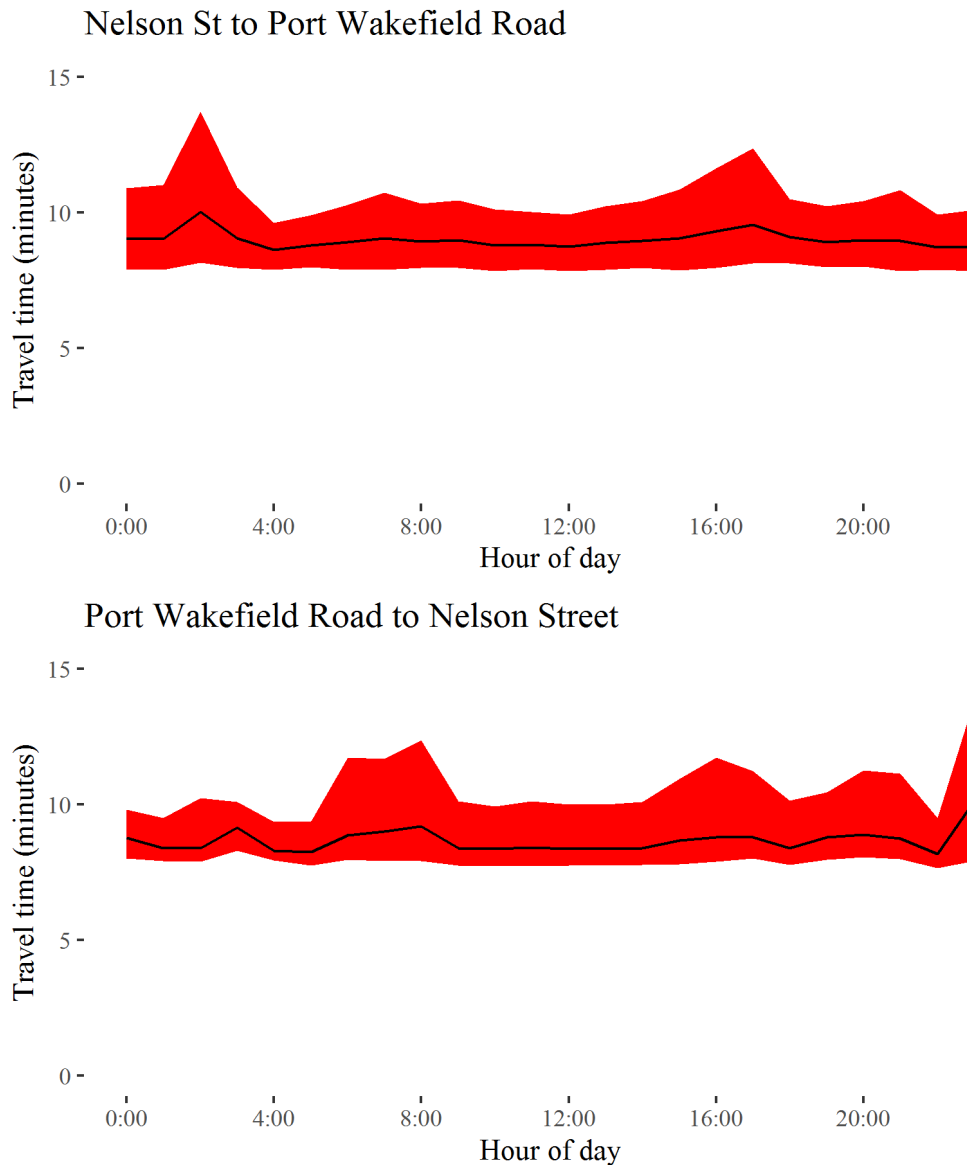 Nelson St to Port Wakefield Road
15
10
5
0
Travel time (minutes)
0:00 4:00 8:00 12:00 16:00 20:00
Hour of day
Port Wakefield Road to Nelson Street
15
10
5
0
Travel time (minutes)
0:00 4:00 8:00 12:00 16:00 20:00
Hour of day